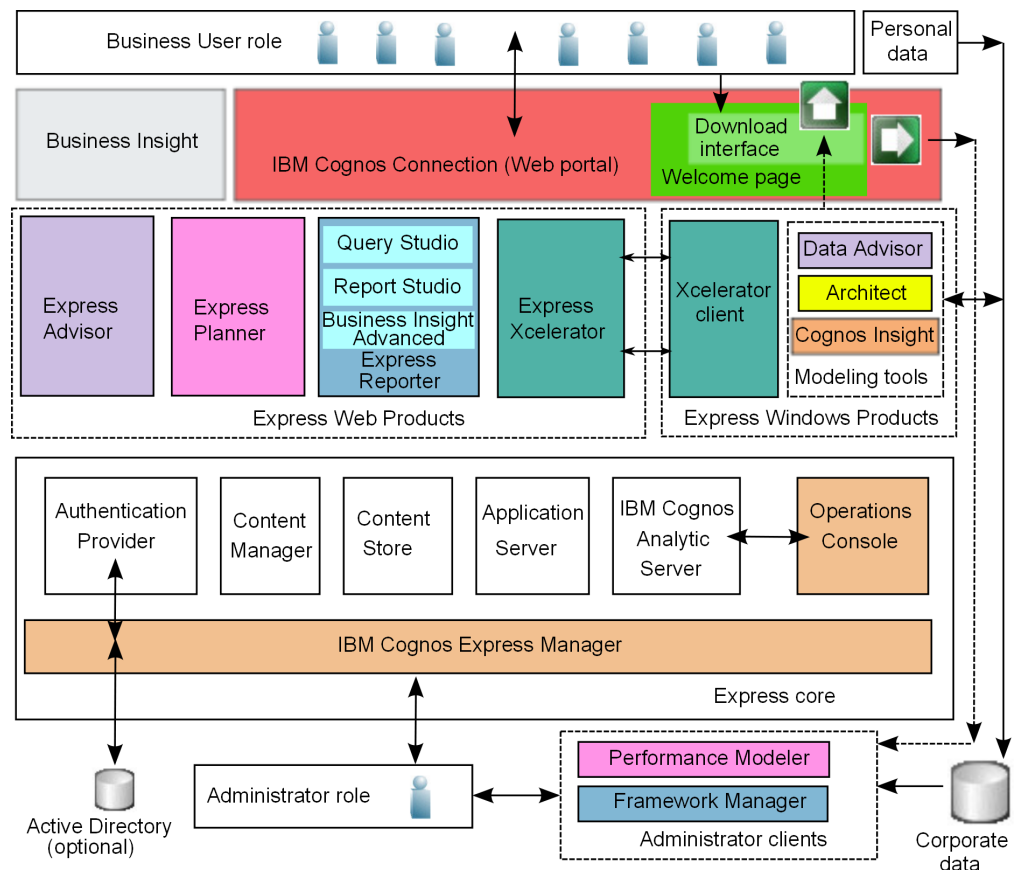 Business User role
Personal
data
Business Insight
IBM Cognos Connection (Web portal)
Download
interface
Welcome page
Express
Advisor
Express
Planner
Query Studio
Report Studio
Business Insight
Advanced
Express
Reporter
Express
Xcelerator
Express Web Products
Xcelerator
client
Data Advisor
Architect
Cognos Insight
Modeling tools
Express Windows Products
Authentication
Provider
Content
Manager
Content
Store
Application
Server
IBM Cognos
Analytic
Server
Operations
Console
IBM Cognos Express Manager
Express core
Active Directory
(optional)
Administrator role
Performance Modeler
Framework Manager
Administrator clients
Corporate
data